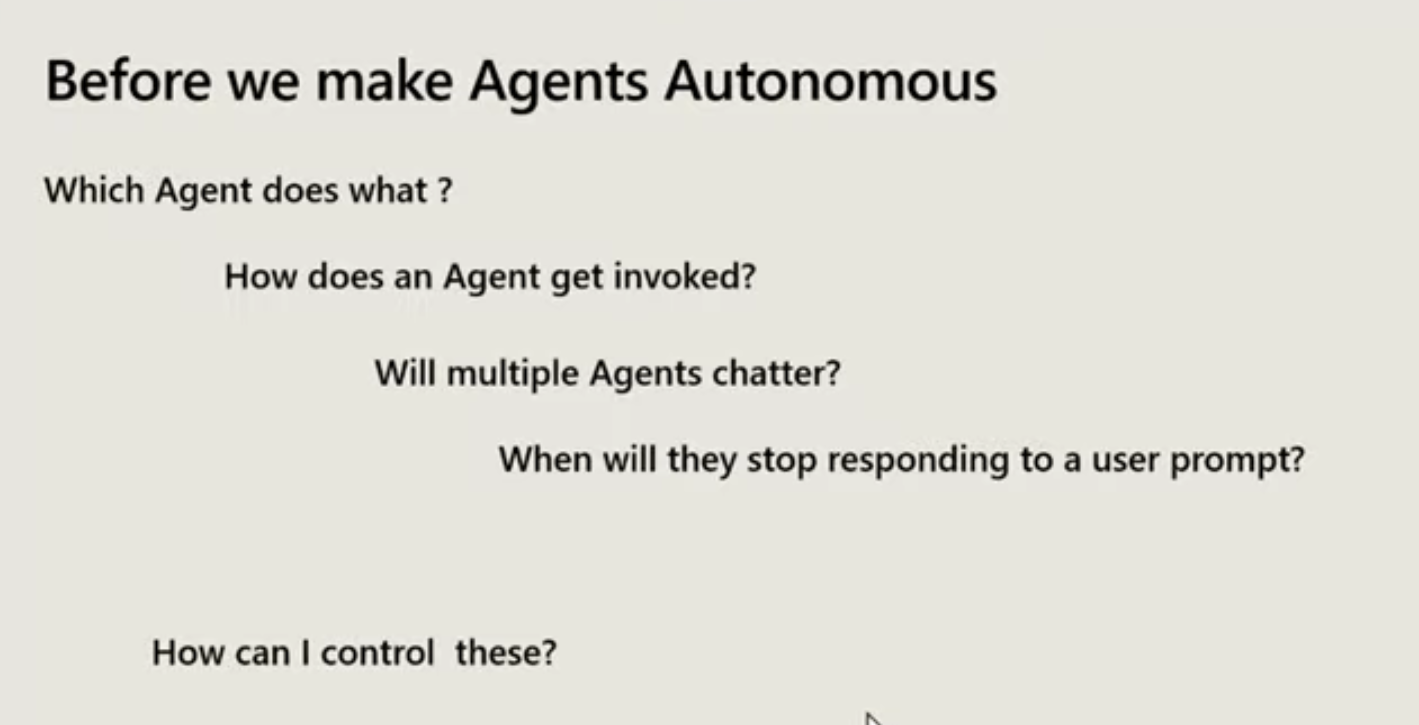 Before we make Agents Autonomous
Which Agent does what ?
How does an Agent get invoked?
Will multiple Agents chatter?
When will they stop responding to a user prompt?
How can I control  these?